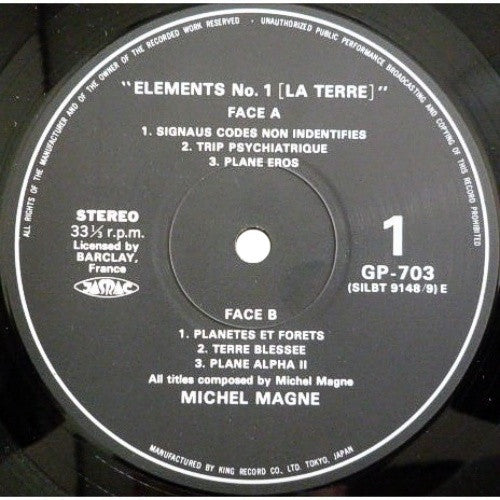 ALL RIGHTS OF THE MANUFACTURER AND OF THE OWNER OF THE RECORDED WORK RESERVED • UNAUTHORIZED PUBLIC PERFORMANCE BROADCASTING AND COPYING OF THIS RECORD PROHIBITED
"ELEMENTS No. 1 [LA TERRE]"
FACE A
1. SIGNAUS CODES NON INDENTIFIES
2. TRIP PSYCHIATRIQUE
3. PLANE EROS
STEREO
33⅓ r.p.m.
Licensed by
BARCLAY,
France
JASRAC
1
GP-703
(SILBT 9148/9) E
FACE B
1. PLANETES ET FORETS
2. TERRE BLESSEE
3. PLANE ALPHA II
All titles composed by Michel Magne
MICHEL MAGNE
MANUFACTURED BY KING RECORD CO. LTD. TOKYO, JAPAN